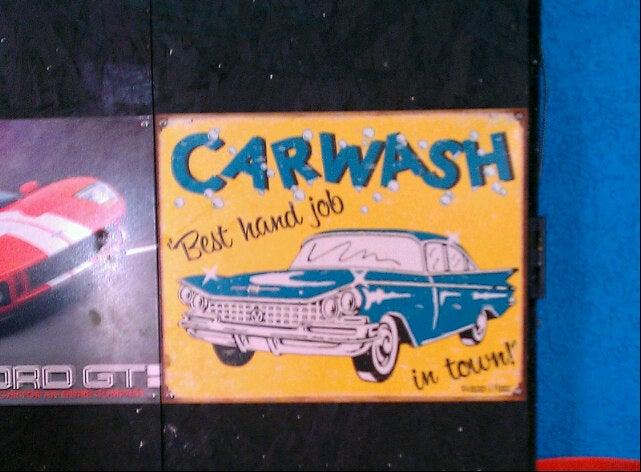 CARWASH
"Best hand job
in town!"
ORD GT